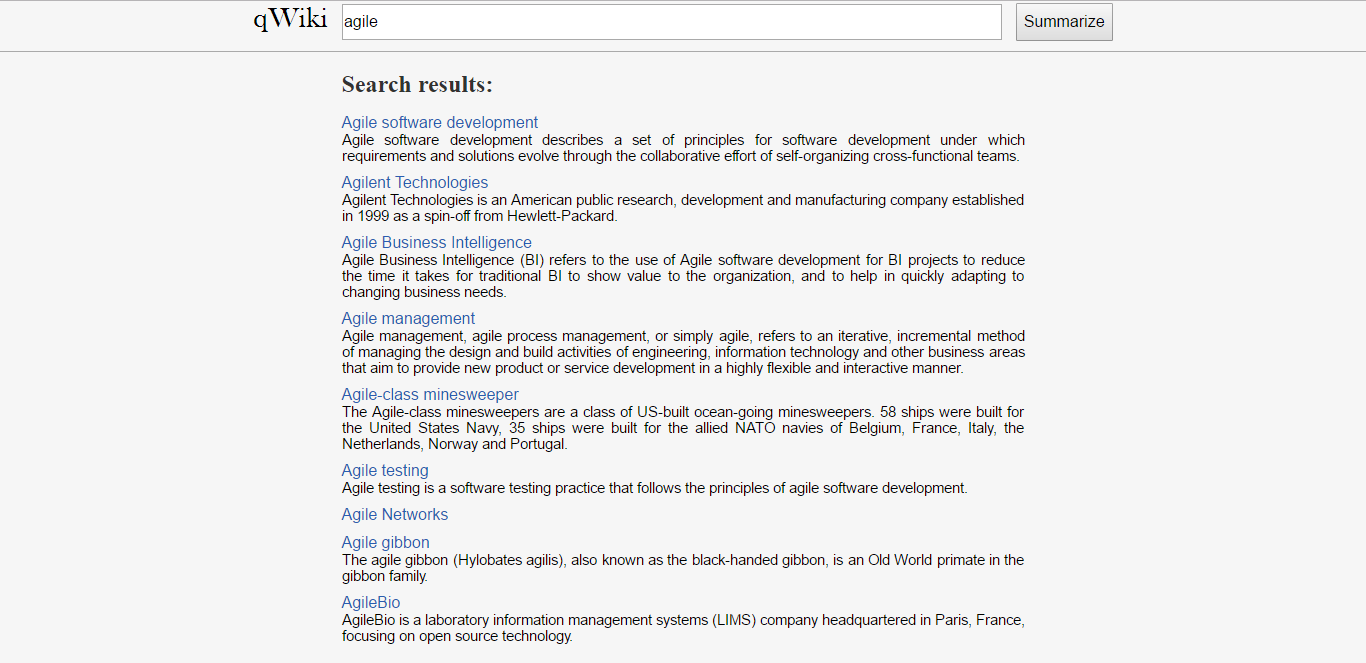 qWiki agile Summarize
Search results:
Agile software development
Agile software development describes a set of principles for software development under which
requirements and solutions evolve through the collaborative effort of self-organizing cross-functional teams.
Agilent Technologies
Agilent Technologies is an American public research, development and manufacturing company established
in 1999 as a spin-off from Hewlett-Packard.
Agile Business Intelligence
Agile Business Intelligence (BI) refers to the use of Agile software development for BI projects to reduce
the time it takes for traditional BI to show value to the organization, and to help in quickly adapting to
changing business needs.
Agile management
Agile management, agile process management, or simply agile, refers to an iterative, incremental method
of managing the design and build activities of engineering, information technology and other business areas
that aim to provide new product or service development in a highly flexible and interactive manner.
Agile-class minesweeper
The Agile-class minesweepers are a class of US-built ocean-going minesweepers. 58 ships were built for
the United States Navy, 35 ships were built for the allied NATO navies of Belgium, France, Italy, the
Netherlands, Norway and Portugal.
Agile testing
Agile testing is a software testing practice that follows the principles of agile software development.
Agile Networks
Agile gibbon
The agile gibbon (Hylobates agilis), also known as the black-handed gibbon, is an Old World primate in the
gibbon family.
AgileBio
AgileBio is a laboratory information management systems (LIMS) company headquartered in Paris, France,
focusing on open source technology.